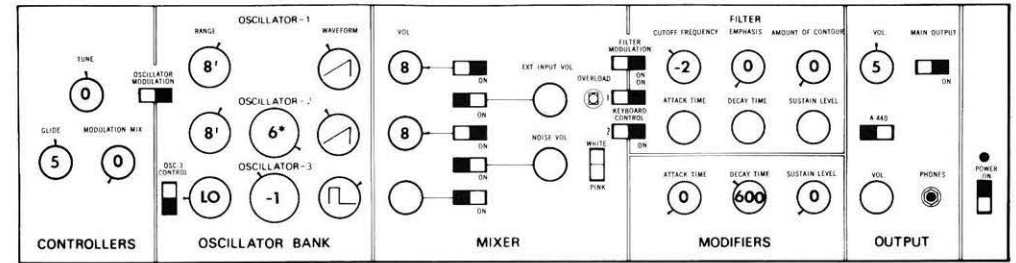 CONTROLLERS
TUNE
0
GLIDE
5
MODULATION MIX
0
OSCILLATOR BANK
OSCILLATOR-1
RANGE
WAVEFORM
8'
OSCILLATOR
MODULATION
OSCILLATOR-2
8'
6*
OSCILLATOR-3
OSC. 3
CONTROL
LO
-1
MIXER
VOL
8
ON
EXT INPUT VOL
OVERLOAD
ON
8
ON
NOISE VOL
WHITE
PINK
ON
ON
FILTER
MODULATION
ON
ON
1
KEYBOARD
CONTROL
2
ON
MODIFIERS
FILTER
CUTOFF FREQUENCY
EMPHASIS
AMOUNT OF CONTOUR
-2
0
0
ATTACK TIME
DECAY TIME
SUSTAIN LEVEL
ATTACK TIME
DECAY TIME
SUSTAIN LEVEL
0
600
0
OUTPUT
VOL
MAIN OUTPUT
5
ON
A-440
VOL.
PHONES
POWER
ON